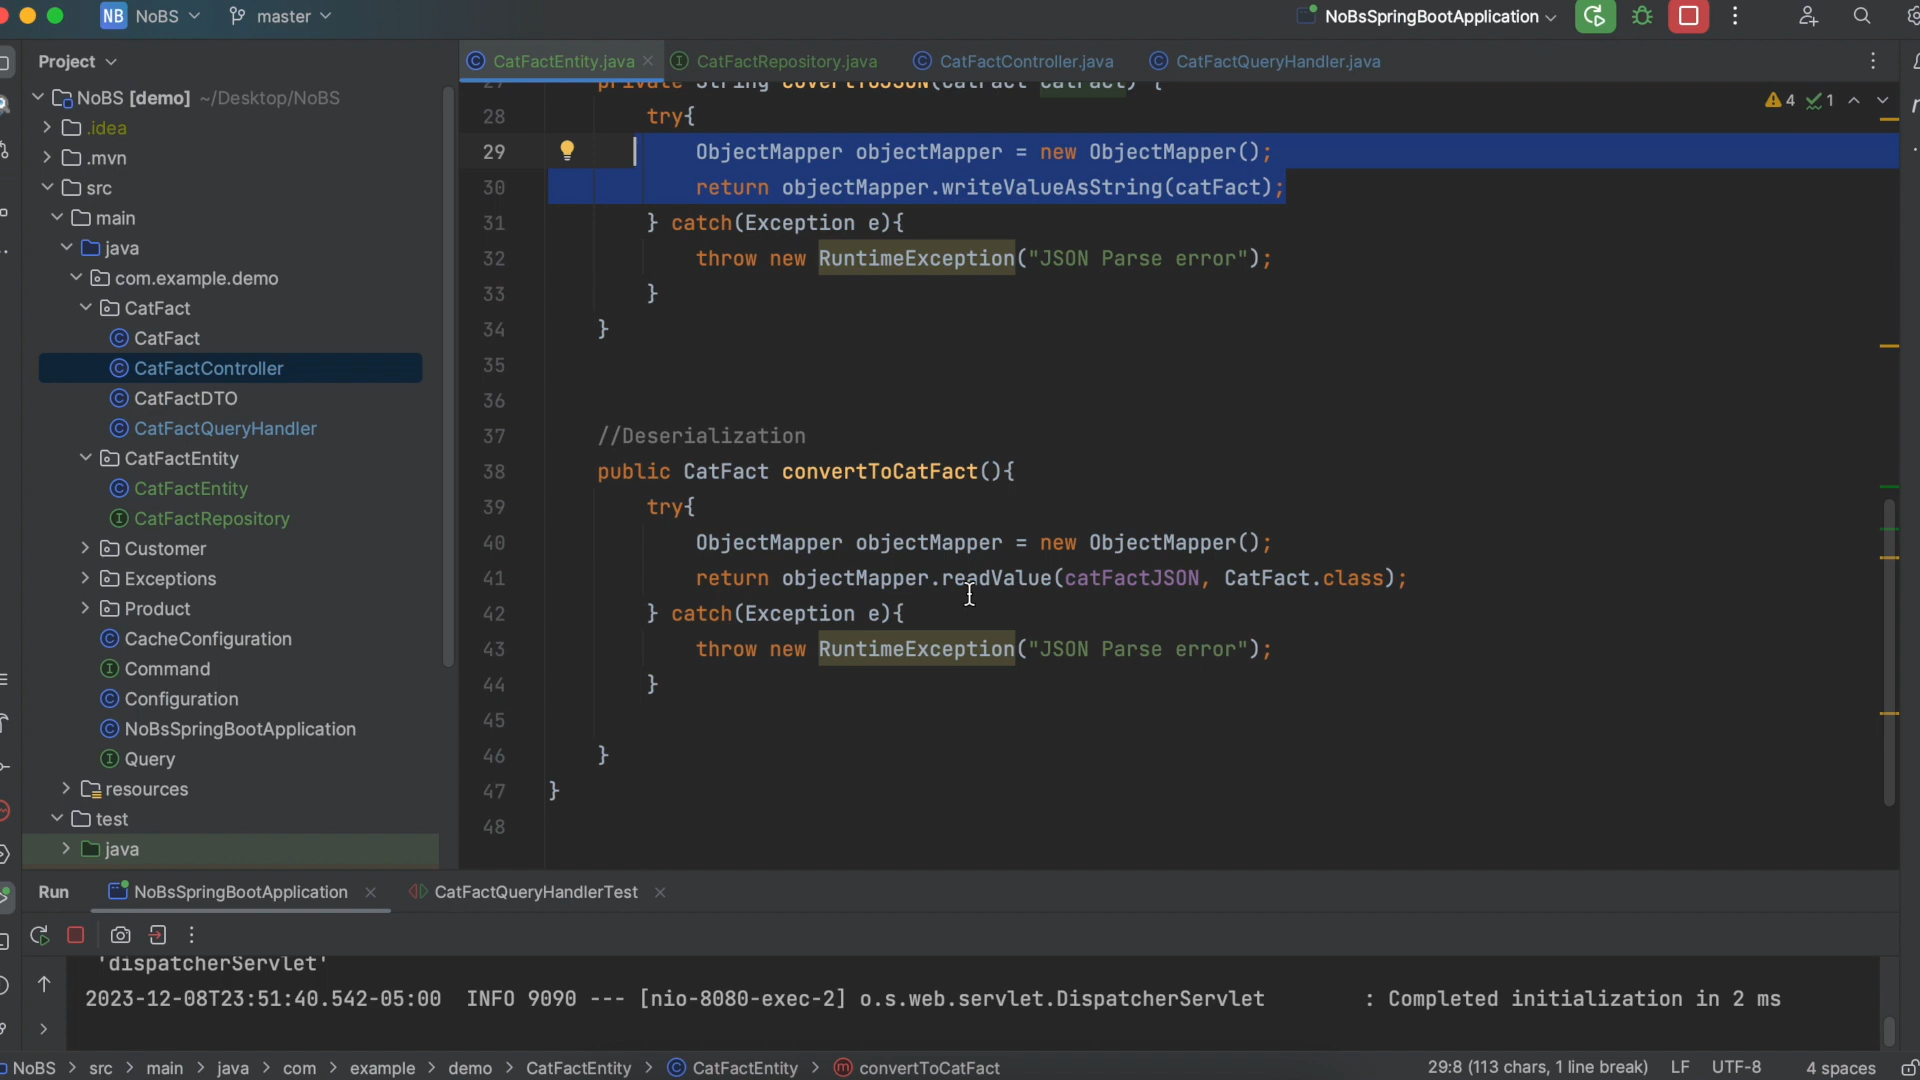 NB NoBS master NoBsSpringBootApplication
Project CatFactEntity.java CatFactRepository.java CatFactController.java CatFactQueryHandler.java
NoBS [demo] ~/Desktop/NoBS
.idea
.mvn
src
main
java
com.example.demo
CatFact
CatFact
CatFactController
CatFactDTO
CatFactQueryHandler
CatFactEntity
CatFactEntity
CatFactRepository
Customer
Exceptions
Product
CacheConfiguration
Command
Configuration
NoBsSpringBootApplication
Query
resources
test
java
4 1
27 private String covertToJSON(CatFact catFact) {
28 try{
29 ObjectMapper objectMapper = new ObjectMapper();
30 return objectMapper.writeValueAsString(catFact);
31 } catch(Exception e){
32 throw new RuntimeException("JSON Parse error");
33 }
34 }
35
36
37 //Deserialization
38 public CatFact convertToCatFact(){
39 try{
40 ObjectMapper objectMapper = new ObjectMapper();
41 return objectMapper.readValue(catFactJSON, CatFact.class);
42 } catch(Exception e){
43 throw new RuntimeException("JSON Parse error");
44 }
45
46 }
47 }
48
Run NoBsSpringBootApplication CatFactQueryHandlerTest
'dispatcherServlet'
2023-12-08T23:51:40.542-05:00 INFO 9090 --- [nio-8080-exec-2] o.s.web.servlet.DispatcherServlet : Completed initialization in 2 ms
NoBS > src > main > java > com > example > demo > CatFactEntity > CatFactEntity > convertToCatFact 29:8 (113 chars, 1 line break) LF UTF-8 4 spaces